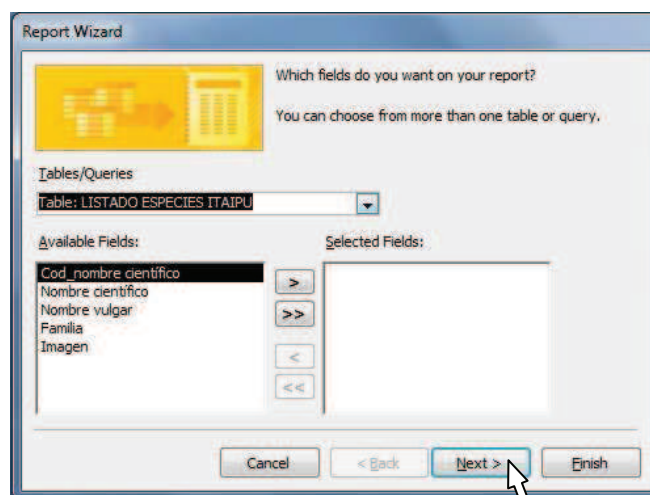 Report Wizard
Which fields do you want on your report?
You can choose from more than one table or query.
Tables/Queries
Table: LISTADO ESPECIES ITAIPU
Available Fields:
Selected Fields:
Cod_nombre científico
Nombre científico
Nombre vulgar
Familia
Imagen
>
>>
<
<<
Cancel
< Back
Next >
Finish